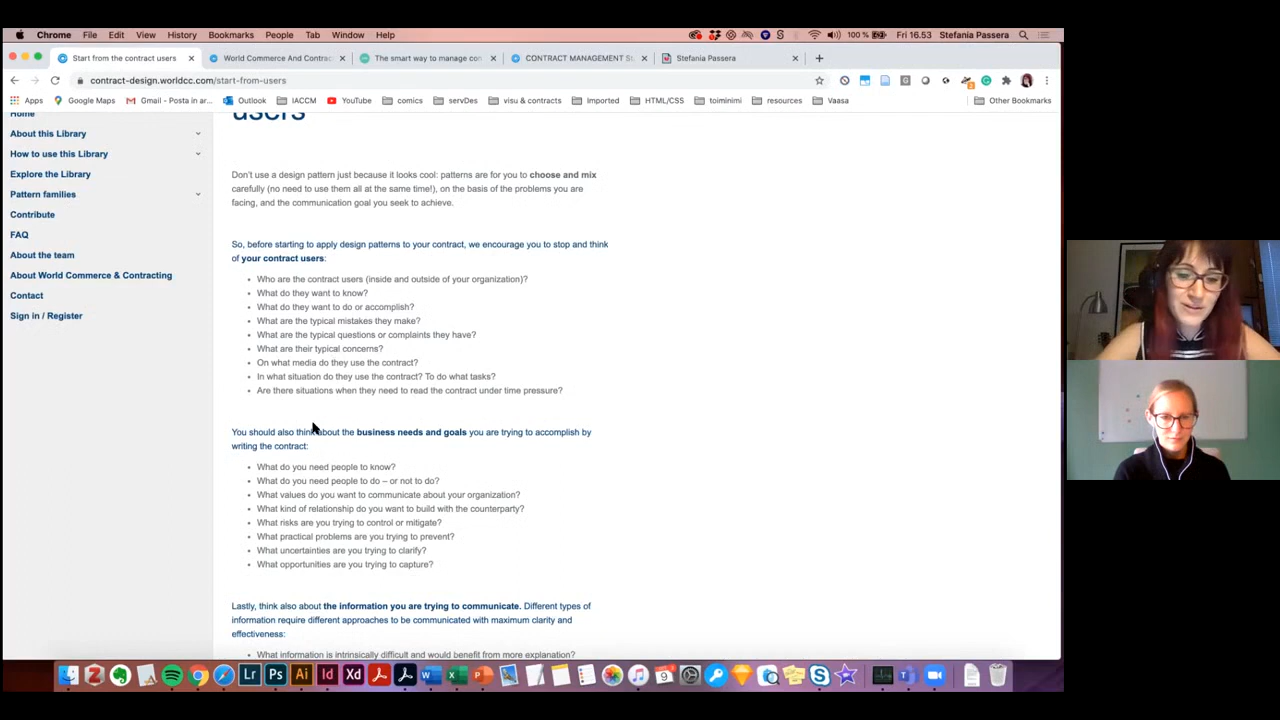 Chrome File Edit View History Bookmarks People Tab Window Help 100 % Fri 16.53 Stefania Passera
Start from the contract users World Commerce And Contrac The smart way to manage con CONTRACT MANAGEMENT St Stefania Passera
contract-design.worldcc.com/start-from-users
Apps Google Maps Gmail - Posta in ar... Outlook IACCM YouTube comics servDes visu & contracts Imported HTML/CSS toiminimi resources Vaasa Other Bookmarks
Home
About this Library
How to use this Library
Explore the Library
Pattern families
Contribute
FAQ
About the team
About World Commerce & Contracting
Contact
Sign in / Register
users
Don't use a design pattern just because it looks cool: patterns are for you to choose and mix
carefully (no need to use them all at the same time!), on the basis of the problems you are
facing, and the communication goal you seek to achieve.
So, before starting to apply design patterns to your contract, we encourage you to stop and think
of your contract users:
• Who are the contract users (inside and outside of your organization)?
• What do they want to know?
• What do they want to do or accomplish?
• What are the typical mistakes they make?
• What are the typical questions or complaints they have?
• What are their typical concerns?
• On what media do they use the contract?
• In what situation do they use the contract? To do what tasks?
• Are there situations when they need to read the contract under time pressure?
You should also think about the business needs and goals you are trying to accomplish by
writing the contract:
• What do you need people to know?
• What do you need people to do – or not to do?
• What values do you want to communicate about your organization?
• What kind of relationship do you want to build with the counterparty?
• What risks are you trying to control or mitigate?
• What practical problems are you trying to prevent?
• What uncertainties are you trying to clarify?
• What opportunities are you trying to capture?
Lastly, think also about the information you are trying to communicate. Different types of
information require different approaches to be communicated with maximum clarity and
effectiveness:
• What information is intrinsically difficult and would benefit from more explanation?
Lr Ps Ai Id Xd W X P 9 S T